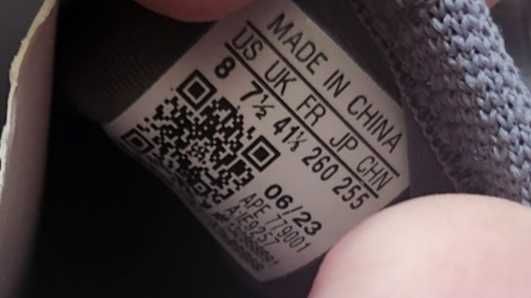 MADE IN CHINA
US UK FR JP CHN
8 7½ 41⅓ 260 255
06/23
APE 779001
A1E9257